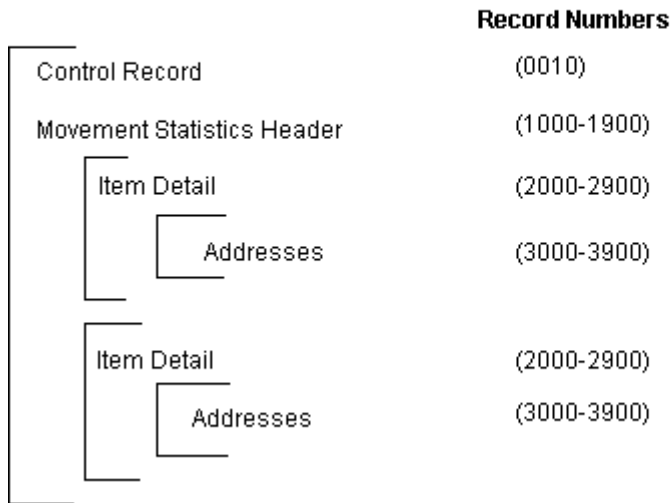 Record Numbers
Control Record (0010)
Movement Statistics Header (1000-1900)
Item Detail (2000-2900)
Addresses (3000-3900)
Item Detail (2000-2900)
Addresses (3000-3900)